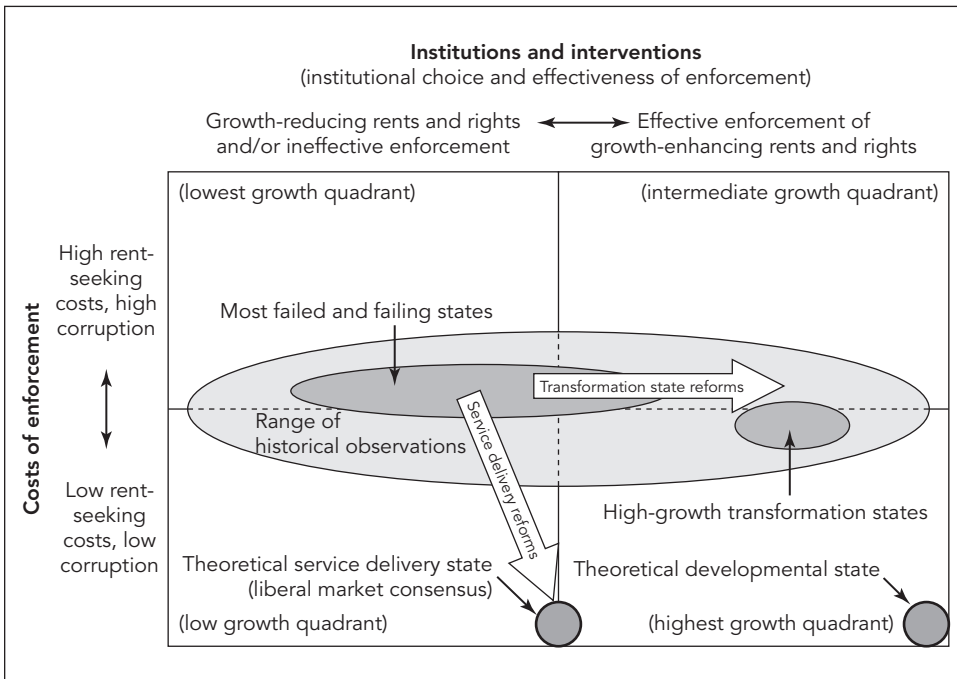 Institutions and interventions
(institutional choice and effectiveness of enforcement)
Growth-reducing rents and rights
and/or ineffective enforcement
Effective enforcement of
growth-enhancing rents and rights
(lowest growth quadrant)
(intermediate growth quadrant)
Costs of enforcement
High rent-
seeking
costs, high
corruption
Low rent-
seeking
costs, low
corruption
Most failed and failing states
Transformation state reforms
Range of
historical observations
Service delivery reforms
High-growth transformation states
Theoretical service delivery state
(liberal market consensus)
Theoretical developmental state
(low growth quadrant)
(highest growth quadrant)